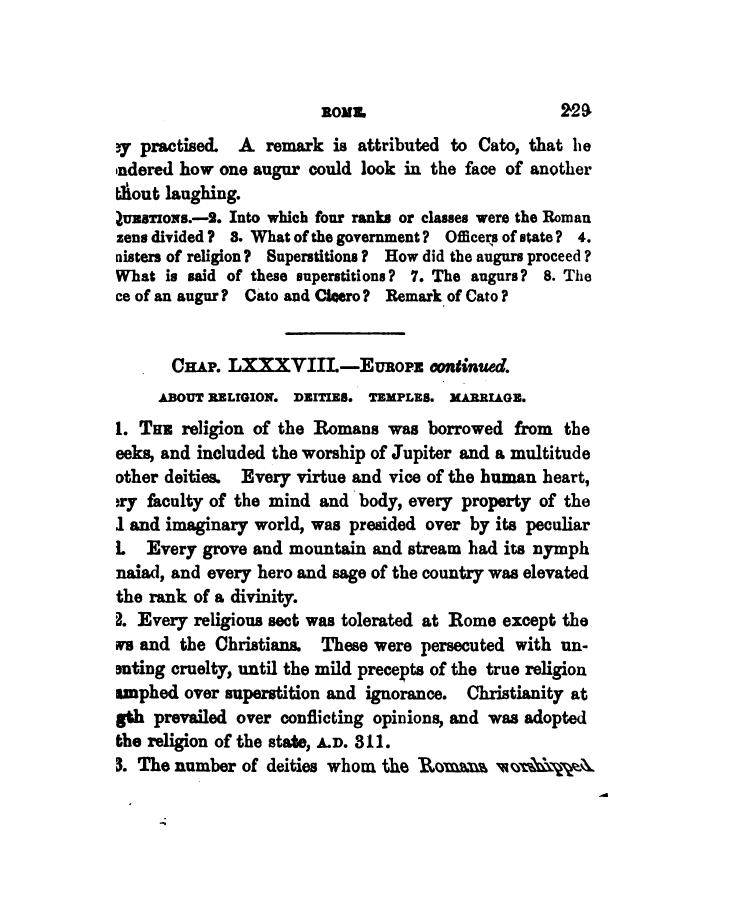 ROME. 229
ey practised. A remark is attributed to Cato, that he
ondered how one augur could look in the face of another
thout laughing.
QUESTIONS.—2. Into which four ranks or classes were the Roman
zens divided? 3. What of the government? Officers of state? 4.
nisters of religion? Superstitions? How did the augurs proceed?
What is said of these superstitions? 7. The augurs? 8. The
ce of an augur? Cato and Cicero? Remark of Cato?
CHAP. LXXXVIII.—EUROPE continued.
ABOUT RELIGION. DEITIES. TEMPLES. MARRIAGE.
1. THE religion of the Romans was borrowed from the
eeks, and included the worship of Jupiter and a multitude
other deities. Every virtue and vice of the human heart,
ery faculty of the mind and body, every property of the
l and imaginary world, was presided over by its peculiar
l. Every grove and mountain and stream had its nymph
naiad, and every hero and sage of the country was elevated
the rank of a divinity.
2. Every religious sect was tolerated at Rome except the
ws and the Christians. These were persecuted with un-
enting cruelty, until the mild precepts of the true religion
umphed over superstition and ignorance. Christianity at
gth prevailed over conflicting opinions, and was adopted
the religion of the state, A.D. 311.
3. The number of deities whom the Romans worshipped